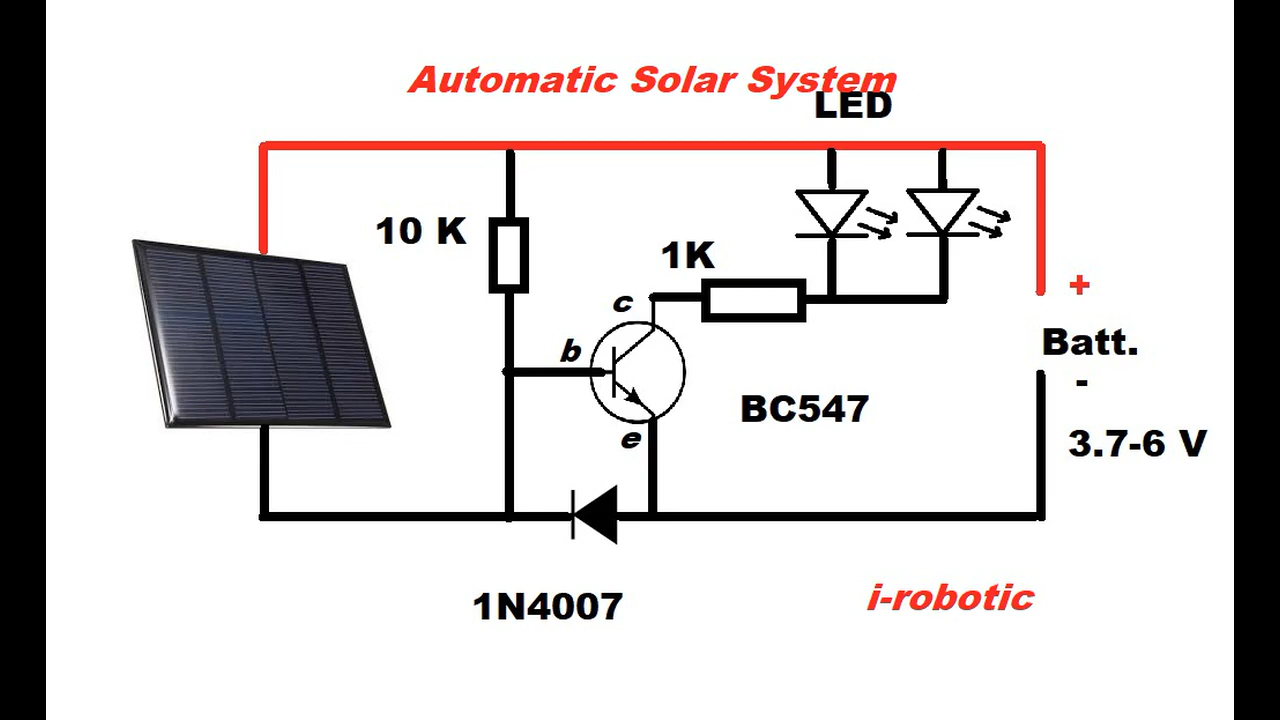 Automatic Solar System
LED
10 K
1K
c
b
+
Batt.
-
BC547
e
3.7-6 V
1N4007
i-robotic